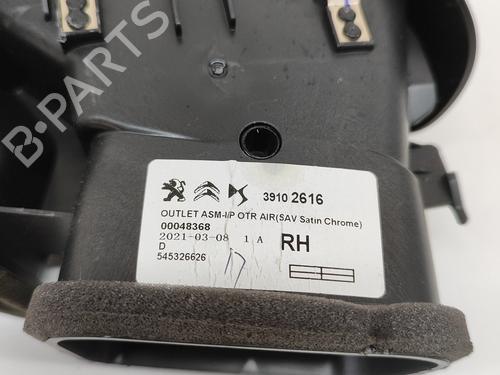 B-PARTS
3910 2616
OUTLET ASM-I/P OTR AIR(SAV Satin Chrome)
00048368
2021-03-08 1 A RH
D
545326626